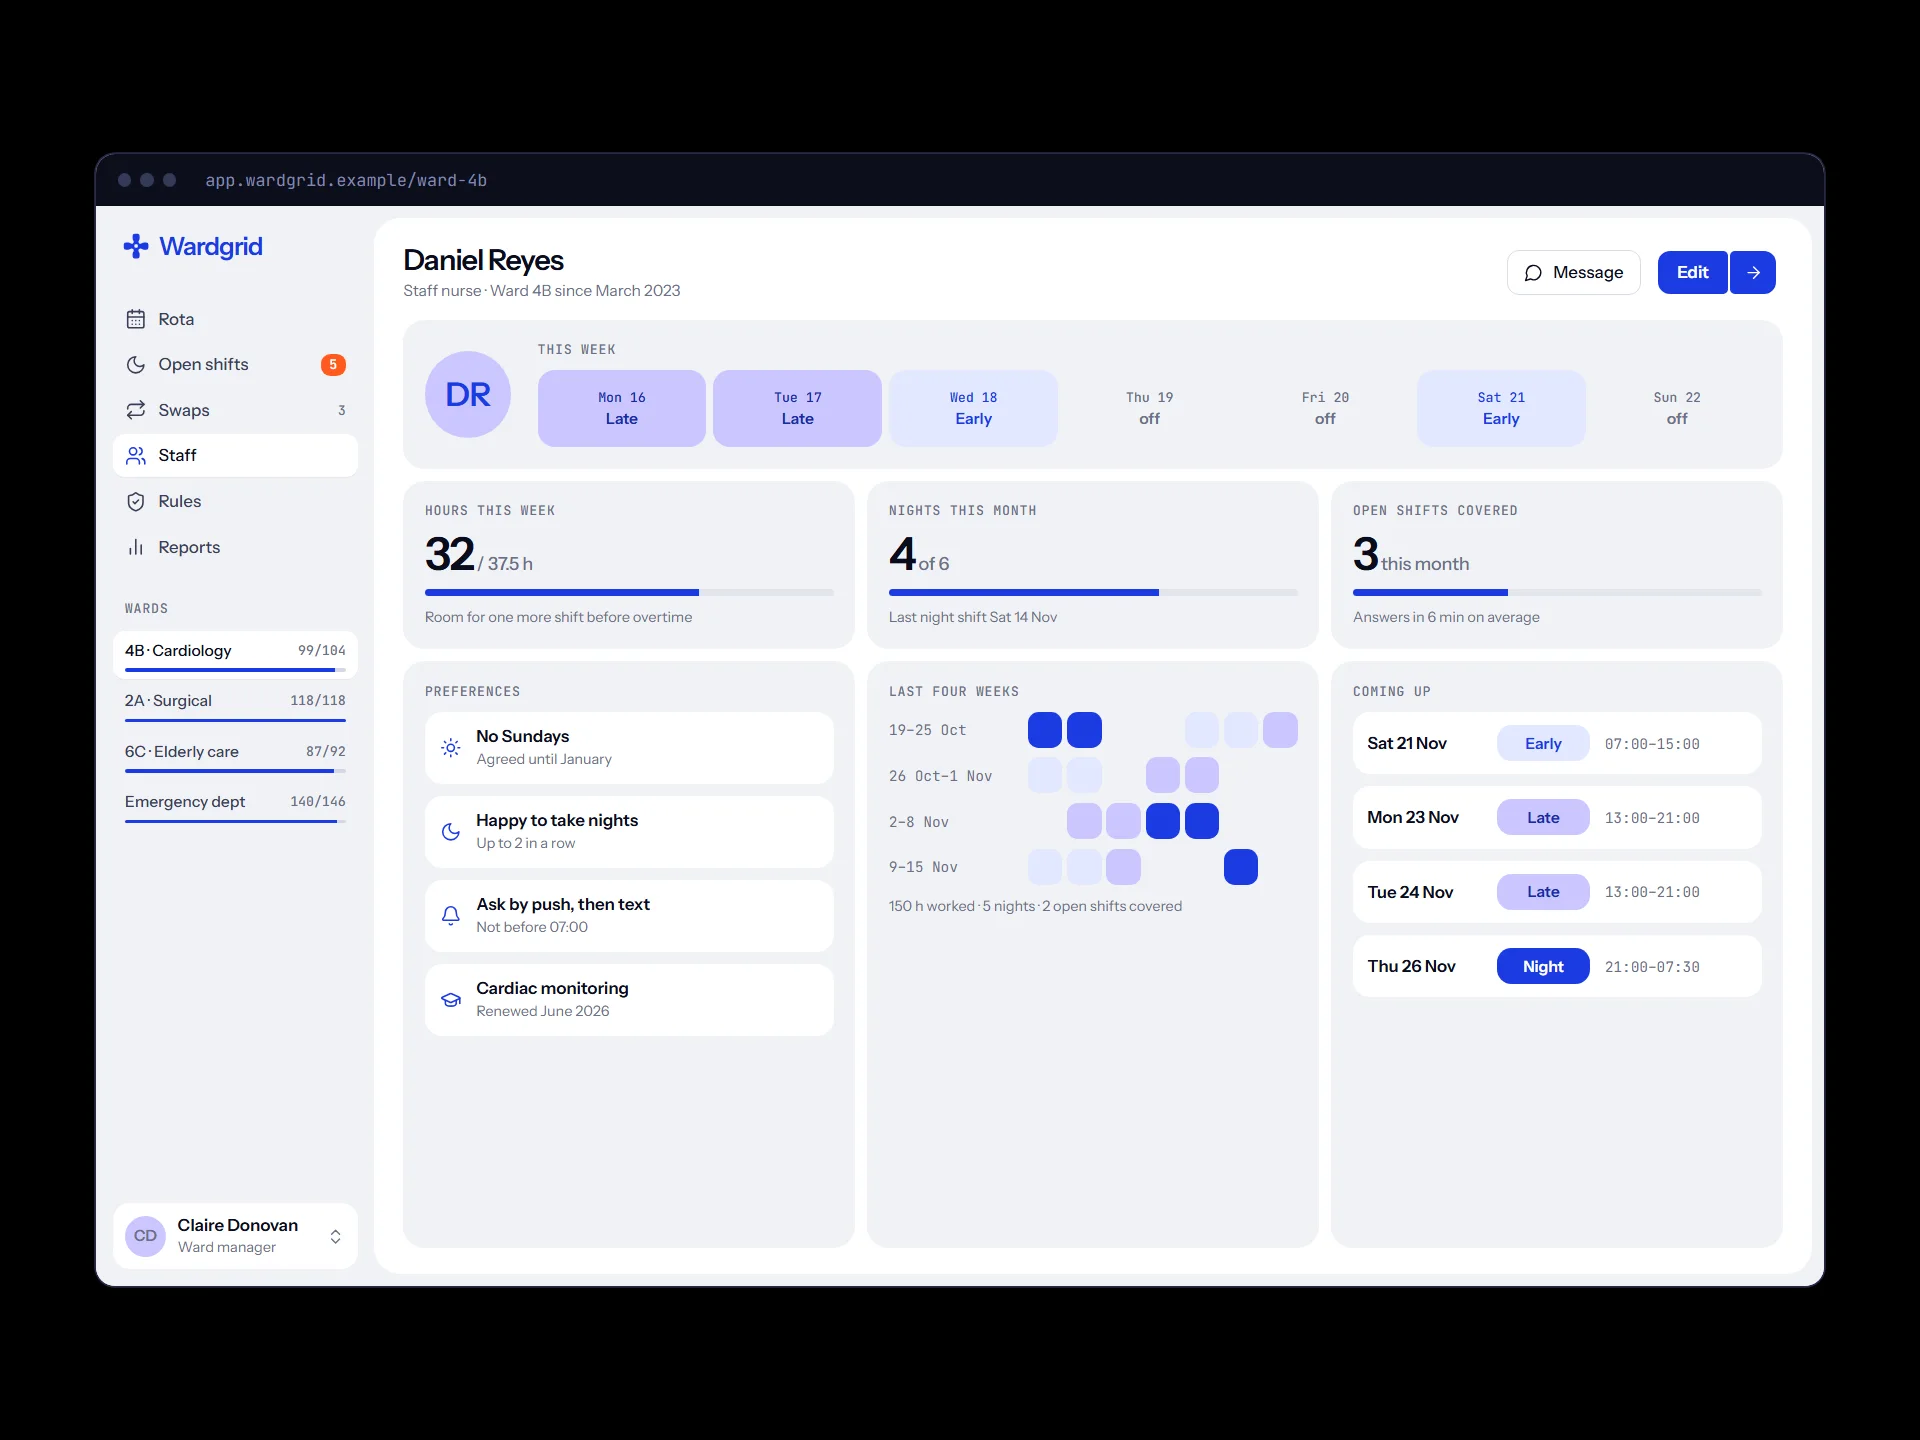 app.wardgrid.example/ward-4b
Wardgrid
Rota
Open shifts 5
Swaps 3
Staff
Rules
Reports
WARDS
4B · Cardiology 99/104
2A · Surgical 118/118
6C · Elderly care 87/92
Emergency dept 140/146
CD
Claire Donovan
Ward manager
Daniel Reyes
Staff nurse · Ward 4B since March 2023
Message
Edit
DR
THIS WEEK
Mon 16
Late
Tue 17
Late
Wed 18
Early
Thu 19
off
Fri 20
off
Sat 21
Early
Sun 22
off
HOURS THIS WEEK
32 / 37.5 h
Room for one more shift before overtime
NIGHTS THIS MONTH
4 of 6
Last night shift Sat 14 Nov
OPEN SHIFTS COVERED
3 this month
Answers in 6 min on average
PREFERENCES
No Sundays
Agreed until January
Happy to take nights
Up to 2 in a row
Ask by push, then text
Not before 07:00
Cardiac monitoring
Renewed June 2026
LAST FOUR WEEKS
19–25 Oct
26 Oct–1 Nov
2–8 Nov
9–15 Nov
150 h worked · 5 nights · 2 open shifts covered
COMING UP
Sat 21 Nov Early 07:00–15:00
Mon 23 Nov Late 13:00–21:00
Tue 24 Nov Late 13:00–21:00
Thu 26 Nov Night 21:00–07:30